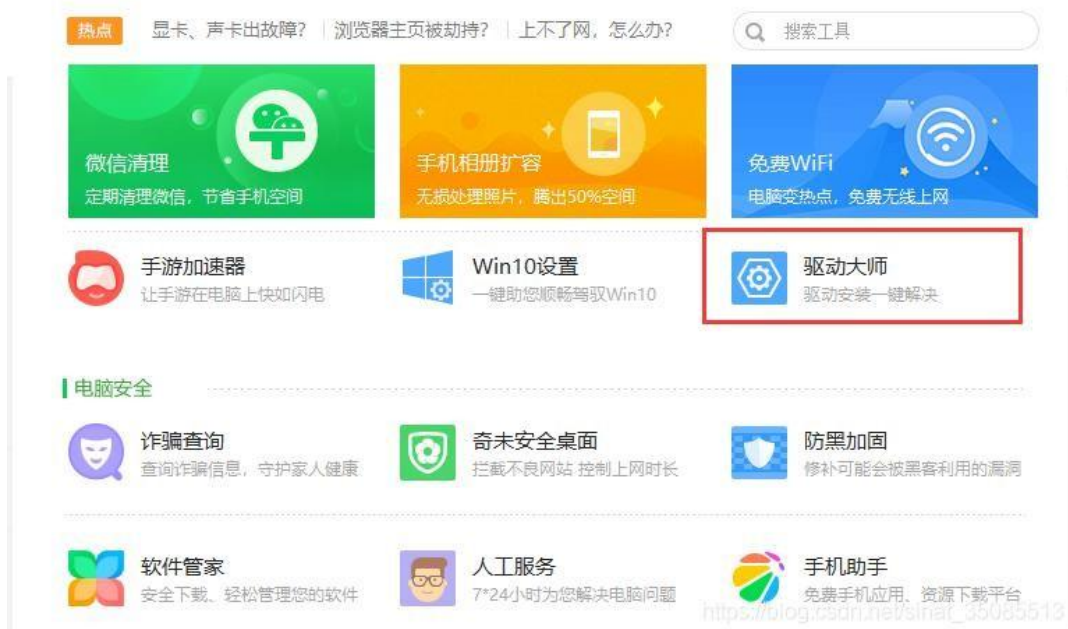 热点 显卡、声卡出故障? 浏览器主页被劫持? 上不了网，怎么办? 搜索工具
微信清理 手机相册扩容 免费WiFi
定期清理微信，节省手机空间 无损处理照片，腾出50%空间 电脑变热点，免费无线上网
手游加速器 Win10设置 驱动大师
让手游在电脑上快如闪电 一键助您顺畅驾驭Win10 驱动安装一键解决
电脑安全
诈骗查询 奇未安全桌面 防黑加固
查询诈骗信息，守护家人健康 拦截不良网站 控制上网时长 修补可能会被黑客利用的漏洞
软件管家 人工服务 手机助手
安全下载、轻松管理您的软件 7*24小时为您解决电脑问题 免费手机应用、资源下载平台
https://blog.csdn.net/sinat_35085513